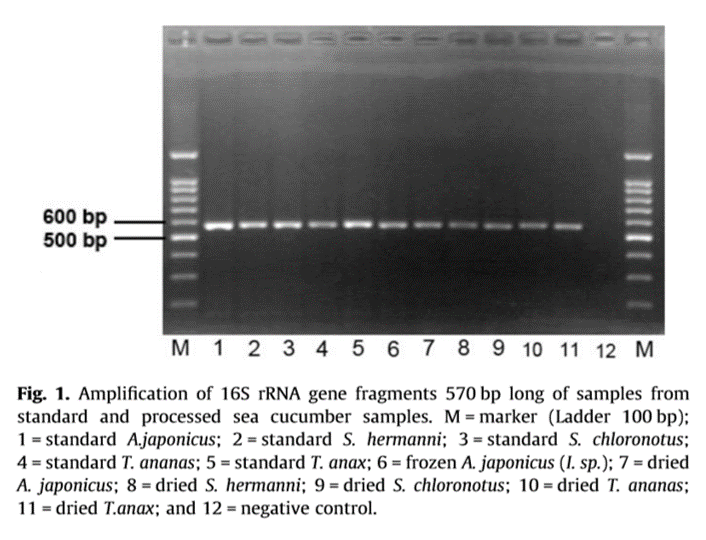 600 bp
500 bp
M 1 2 3 4 5 6 7 8 9 10 11 12 M
Fig. 1. Amplification of 16S rRNA gene fragments 570 bp long of samples from
standard and processed sea cucumber samples. M = marker (Ladder 100 bp);
1 = standard A.japonicus; 2 = standard S. hermanni; 3 = standard S. chloronotus;
4 = standard T. ananas; 5 = standard T. anax; 6 = frozen A. japonicus (I. sp.); 7 = dried
A. japonicus; 8 = dried S. hermanni; 9 = dried S. chloronotus; 10 = dried T. ananas;
11 = dried T.anax; and 12 = negative control.